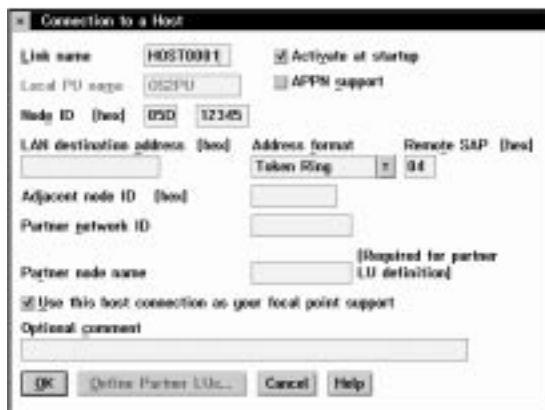 Connection to a Host
Link name HOST0001 Activate at startup
Local PU name OS2PU APPN support
Node ID (hex) 05D 12345
LAN destination address (hex) Address format Remote SAP (hex)
Token Ring 04
Adjacent node ID (hex)
Partner network ID
(Required for partner
Partner node name LU definition)
Use this host connection as your focal point support
Optional comment
OK Define Partner LUs... Cancel Help